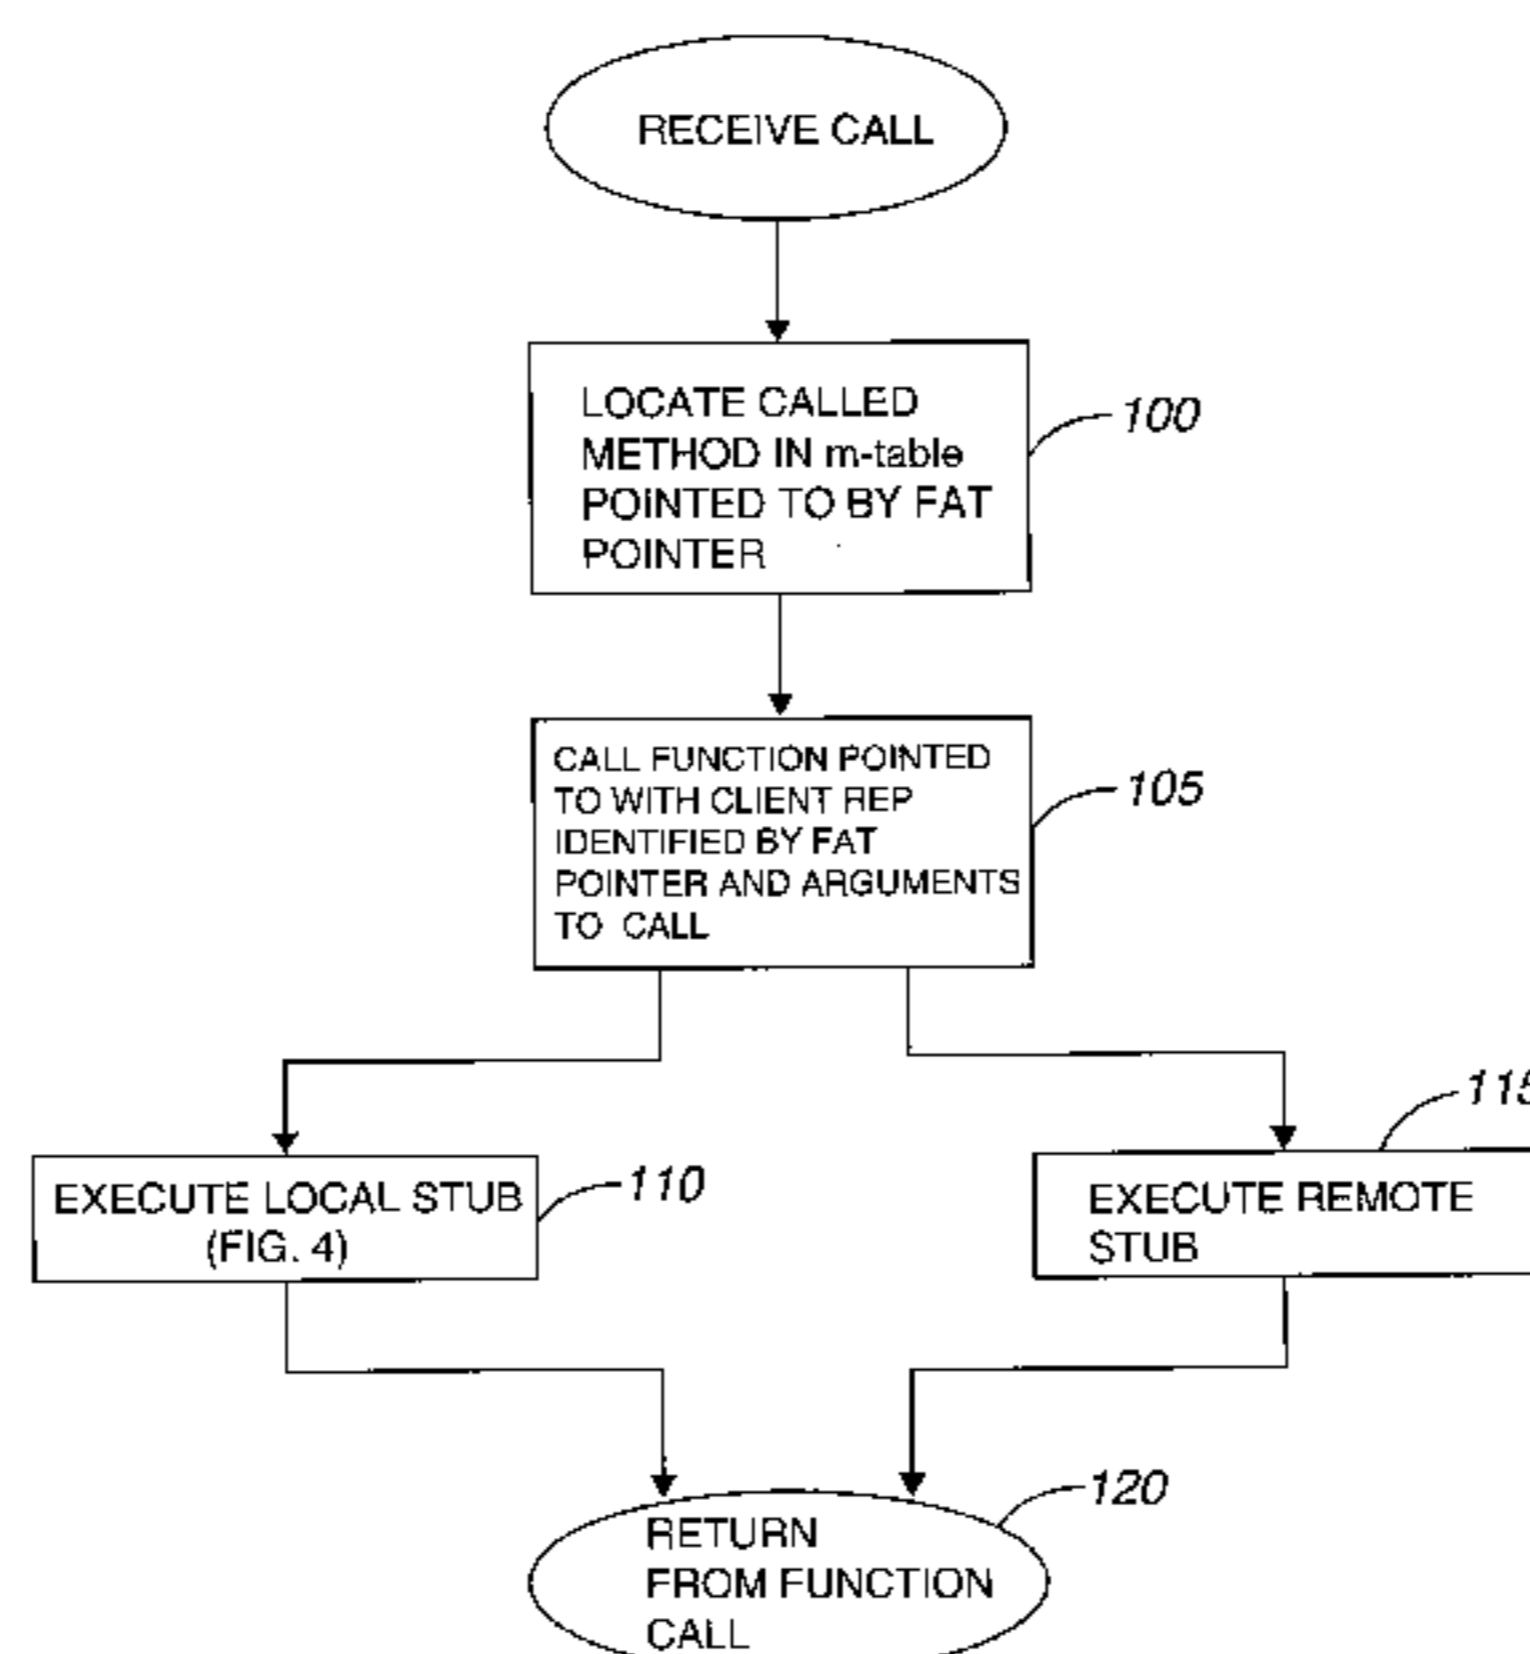 RECEIVE CALL
LOCATE CALLED
METHOD IN m-table
POINTED TO BY FAT
POINTER
100
CALL FUNCTION POINTED
TO WITH CLIENT REP
IDENTIFIED BY FAT
POINTER AND ARGUMENTS
TO CALL
105
EXECUTE LOCAL STUB
(FIG. 4)
110
EXECUTE REMOTE
STUB
115
RETURN
FROM FUNCTION
CALL
120